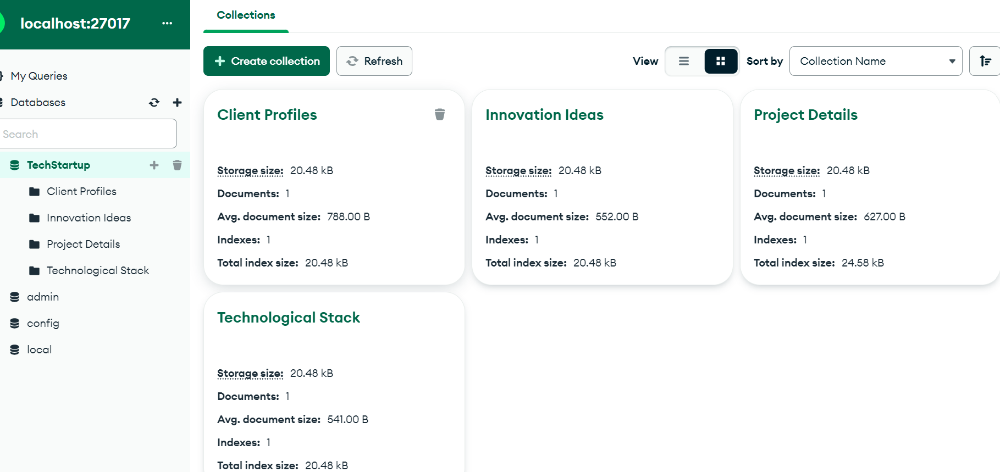 localhost:27017
My Queries
Databases
Search
TechStartup
Client Profiles
Innovation Ideas
Project Details
Technological Stack
admin
config
local
Collections
Create collection
Refresh
View
Sort by
Collection Name
Client Profiles
Storage size: 20.48 kB
Documents: 1
Avg. document size: 788.00 B
Indexes: 1
Total index size: 20.48 kB
Innovation Ideas
Storage size: 20.48 kB
Documents: 1
Avg. document size: 552.00 B
Indexes: 1
Total index size: 20.48 kB
Project Details
Storage size: 20.48 kB
Documents: 1
Avg. document size: 627.00 B
Indexes: 1
Total index size: 24.58 kB
Technological Stack
Storage size: 20.48 kB
Documents: 1
Avg. document size: 541.00 B
Indexes: 1
Total index size: 20.48 kB